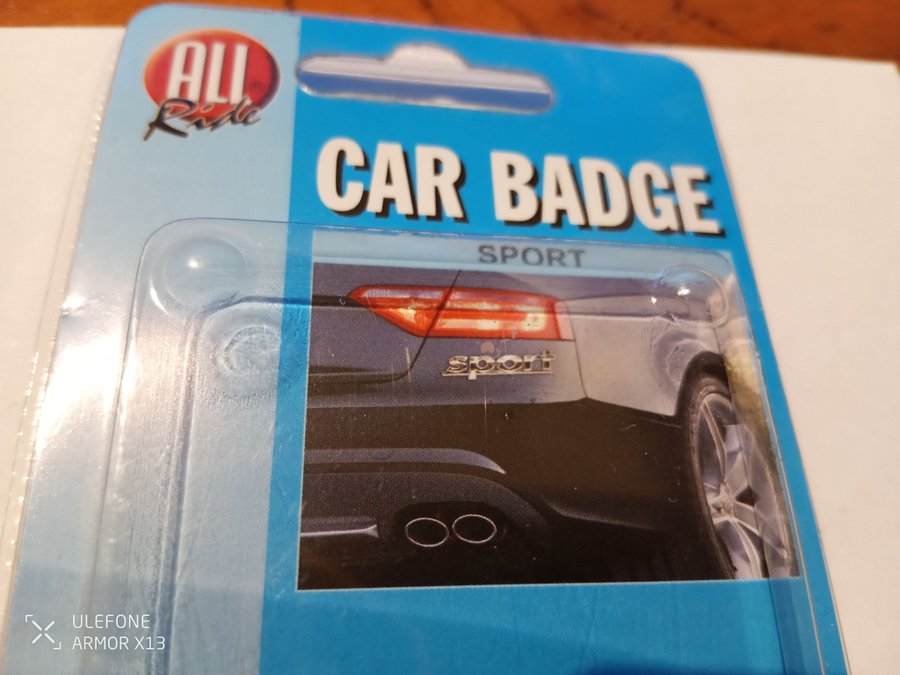 ALL
Ride
CAR BADGE
SPORT
sport
ULEFONE
ARMOR X13